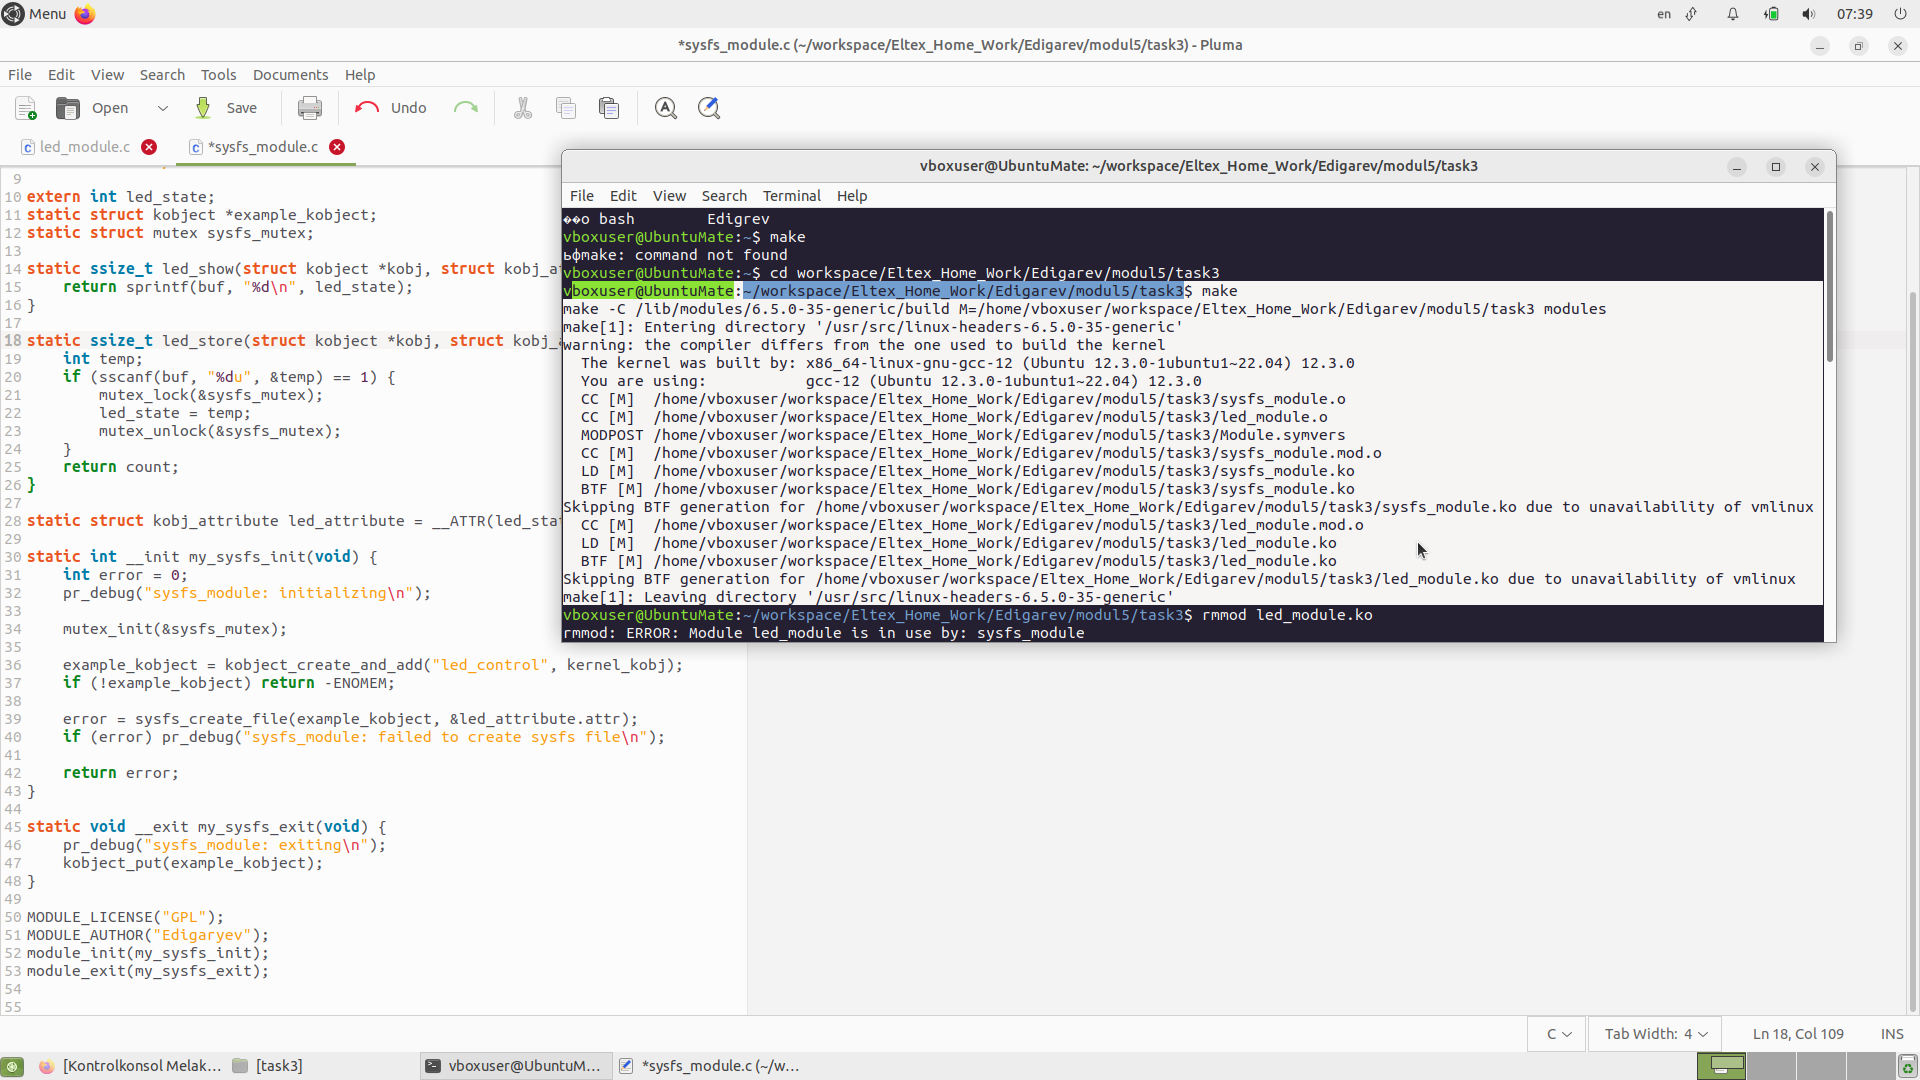 Menu
en
07:39
*sysfs_module.c (~/workspace/Eltex_Home_Work/Edigarev/modul5/task3) - Pluma
File Edit View Search Tools Documents Help
Open Save Undo
led_module.c *sysfs_module.c
9
10 extern int led_state;
11 static struct kobject *example_kobject;
12 static struct mutex sysfs_mutex;
13
14 static ssize_t led_show(struct kobject *kobj, struct kobj_a
15     return sprintf(buf, "%d\n", led_state);
16 }
17
18 static ssize_t led_store(struct kobject *kobj, struct kobj_
19     int temp;
20     if (sscanf(buf, "%du", &temp) == 1) {
21         mutex_lock(&sysfs_mutex);
22         led_state = temp;
23         mutex_unlock(&sysfs_mutex);
24     }
25     return count;
26 }
27
28 static struct kobj_attribute led_attribute = __ATTR(led_sta
29
30 static int __init my_sysfs_init(void) {
31     int error = 0;
32     pr_debug("sysfs_module: initializing\n");
33
34     mutex_init(&sysfs_mutex);
35
36     example_kobject = kobject_create_and_add("led_control", kernel_kobj);
37     if (!example_kobject) return -ENOMEM;
38
39     error = sysfs_create_file(example_kobject, &led_attribute.attr);
40     if (error) pr_debug("sysfs_module: failed to create sysfs file\n");
41
42     return error;
43 }
44
45 static void __exit my_sysfs_exit(void) {
46     pr_debug("sysfs_module: exiting\n");
47     kobject_put(example_kobject);
48 }
49
50 MODULE_LICENSE("GPL");
51 MODULE_AUTHOR("Edigaryev");
52 module_init(my_sysfs_init);
53 module_exit(my_sysfs_exit);
54
55
vboxuser@UbuntuMate: ~/workspace/Eltex_Home_Work/Edigarev/modul5/task3
File Edit View Search Terminal Help
��o bash        Edigrev
vboxuser@UbuntuMate:~$ make
ьфmake: command not found
vboxuser@UbuntuMate:~$ cd workspace/Eltex_Home_Work/Edigarev/modul5/task3
vboxuser@UbuntuMate:~/workspace/Eltex_Home_Work/Edigarev/modul5/task3$ make
make -C /lib/modules/6.5.0-35-generic/build M=/home/vboxuser/workspace/Eltex_Home_Work/Edigarev/modul5/task3 modules
make[1]: Entering directory '/usr/src/linux-headers-6.5.0-35-generic'
warning: the compiler differs from the one used to build the kernel
  The kernel was built by: x86_64-linux-gnu-gcc-12 (Ubuntu 12.3.0-1ubuntu1~22.04) 12.3.0
  You are using:           gcc-12 (Ubuntu 12.3.0-1ubuntu1~22.04) 12.3.0
  CC [M]  /home/vboxuser/workspace/Eltex_Home_Work/Edigarev/modul5/task3/sysfs_module.o
  CC [M]  /home/vboxuser/workspace/Eltex_Home_Work/Edigarev/modul5/task3/led_module.o
  MODPOST /home/vboxuser/workspace/Eltex_Home_Work/Edigarev/modul5/task3/Module.symvers
  CC [M]  /home/vboxuser/workspace/Eltex_Home_Work/Edigarev/modul5/task3/sysfs_module.mod.o
  LD [M]  /home/vboxuser/workspace/Eltex_Home_Work/Edigarev/modul5/task3/sysfs_module.ko
  BTF [M] /home/vboxuser/workspace/Eltex_Home_Work/Edigarev/modul5/task3/sysfs_module.ko
Skipping BTF generation for /home/vboxuser/workspace/Eltex_Home_Work/Edigarev/modul5/task3/sysfs_module.ko due to unavailability of vmlinux
  CC [M]  /home/vboxuser/workspace/Eltex_Home_Work/Edigarev/modul5/task3/led_module.mod.o
  LD [M]  /home/vboxuser/workspace/Eltex_Home_Work/Edigarev/modul5/task3/led_module.ko
  BTF [M] /home/vboxuser/workspace/Eltex_Home_Work/Edigarev/modul5/task3/led_module.ko
Skipping BTF generation for /home/vboxuser/workspace/Eltex_Home_Work/Edigarev/modul5/task3/led_module.ko due to unavailability of vmlinux
make[1]: Leaving directory '/usr/src/linux-headers-6.5.0-35-generic'
vboxuser@UbuntuMate:~/workspace/Eltex_Home_Work/Edigarev/modul5/task3$ rmmod led_module.ko
rmmod: ERROR: Module led_module is in use by: sysfs_module
C Tab Width: 4 Ln 18, Col 109 INS
[Kontrolkonsol Melak... [task3] vboxuser@UbuntuM... *sysfs_module.c (~/w...